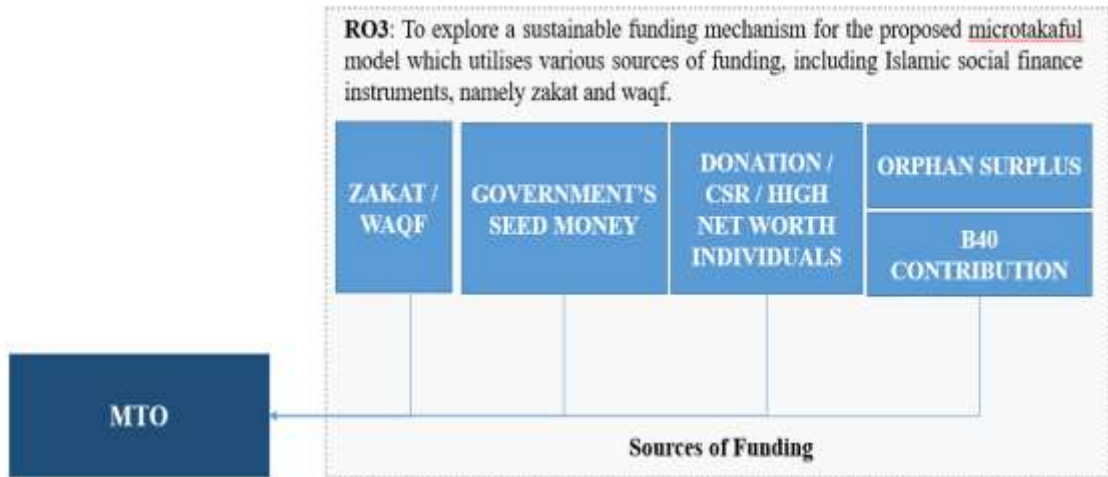 RO3: To explore a sustainable funding mechanism for the proposed microtakaful
model which utilises various sources of funding, including Islamic social finance
instruments, namely zakat and waqf.
ZAKAT /
WAQF
GOVERNMENT'S
SEED MONEY
DONATION /
CSR / HIGH
NET WORTH
INDIVIDUALS
ORPHAN SURPLUS
B40
CONTRIBUTION
MTO
Sources of Funding